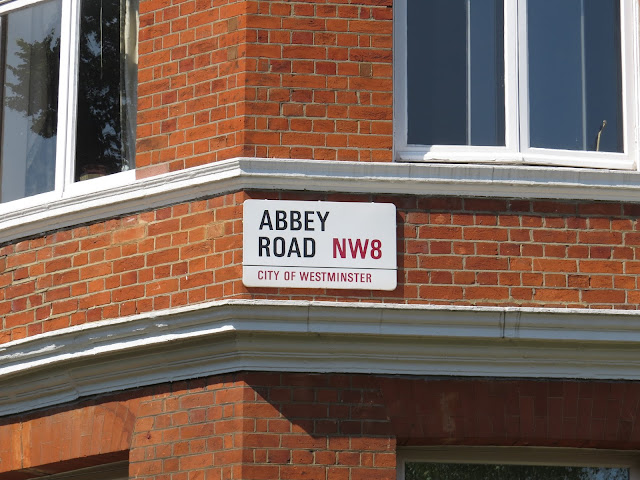 ABBEY
ROAD NW8
CITY OF WESTMINSTER